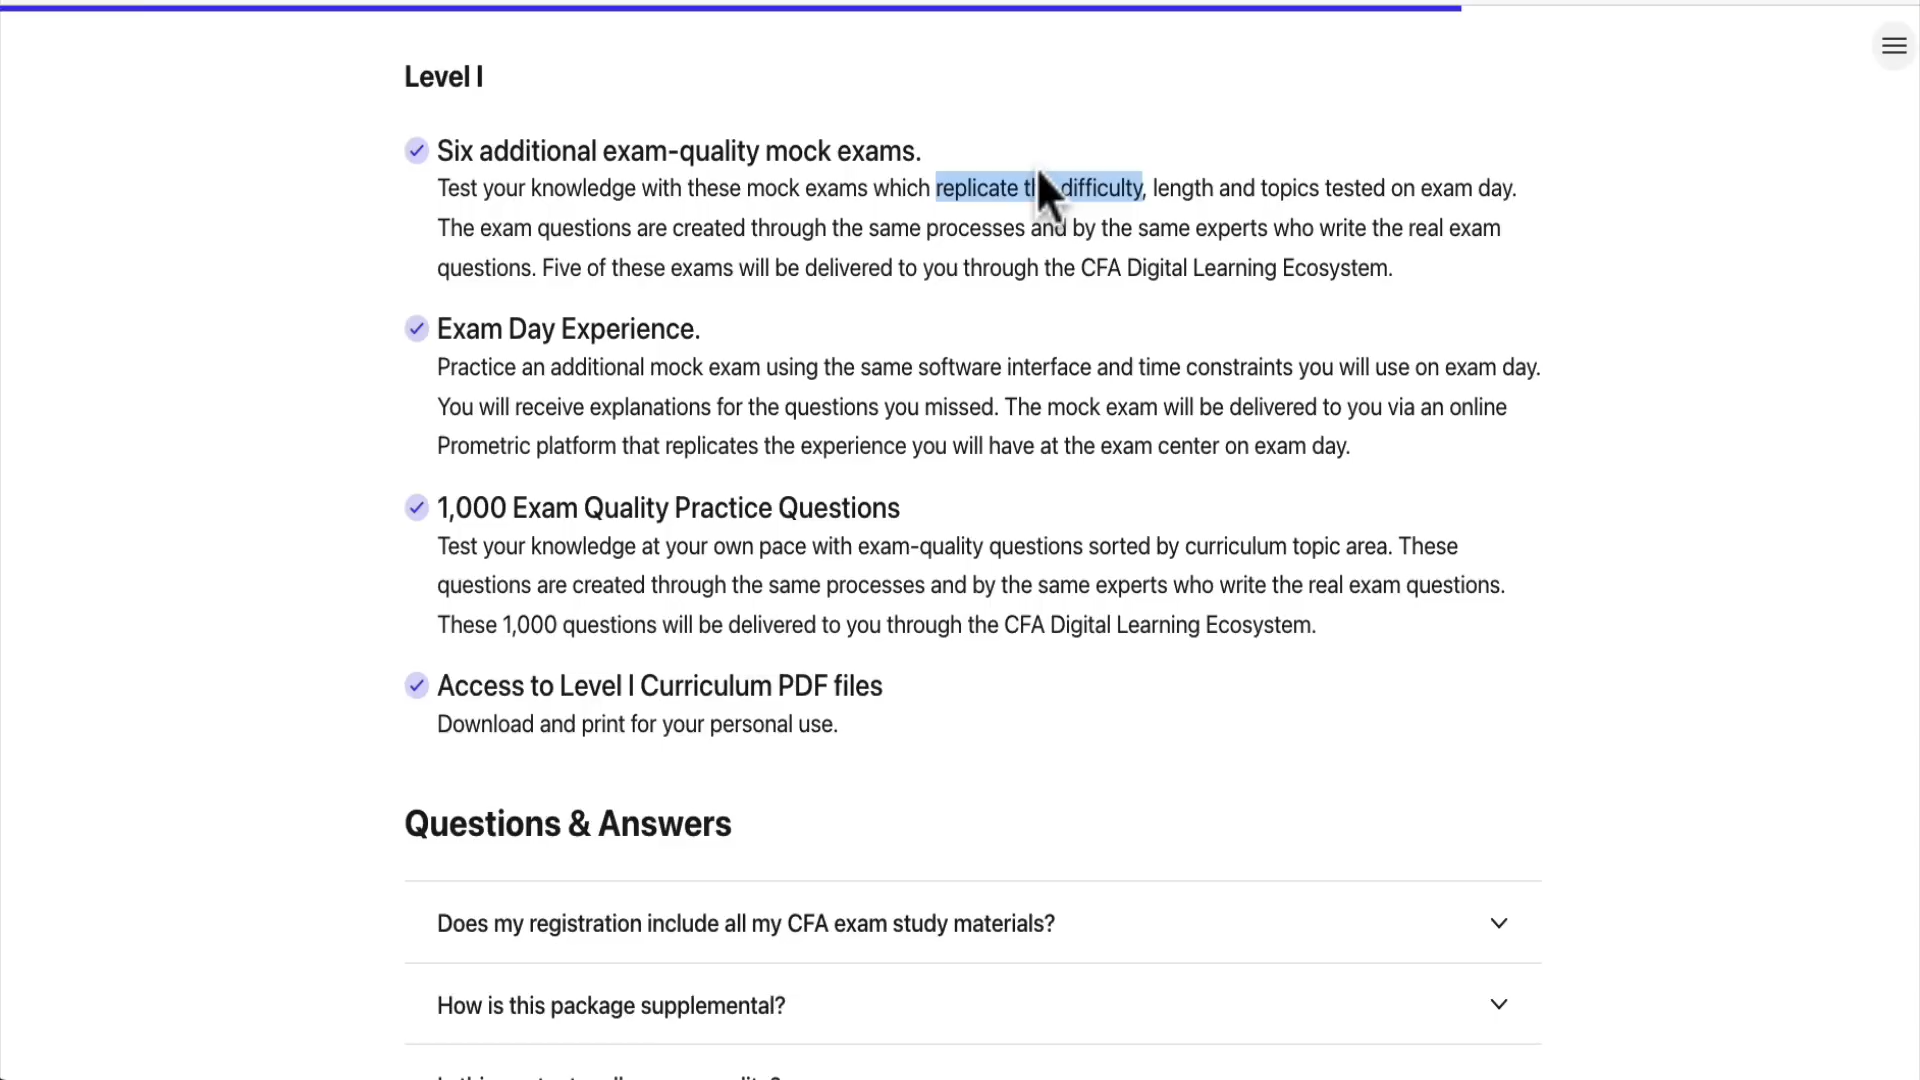 Level I
Six additional exam-quality mock exams.
Test your knowledge with these mock exams which replicate difficulty, length and topics tested on exam day.
The exam questions are created through the same processes and by the same experts who write the real exam
questions. Five of these exams will be delivered to you through the CFA Digital Learning Ecosystem.
Exam Day Experience.
Practice an additional mock exam using the same software interface and time constraints you will use on exam day.
You will receive explanations for the questions you missed. The mock exam will be delivered to you via an online
Prometric platform that replicates the experience you will have at the exam center on exam day.
1,000 Exam Quality Practice Questions
Test your knowledge at your own pace with exam-quality questions sorted by curriculum topic area. These
questions are created through the same processes and by the same experts who write the real exam questions.
These 1,000 questions will be delivered to you through the CFA Digital Learning Ecosystem.
Access to Level I Curriculum PDF files
Download and print for your personal use.
Questions & Answers
Does my registration include all my CFA exam study materials?
How is this package supplemental?